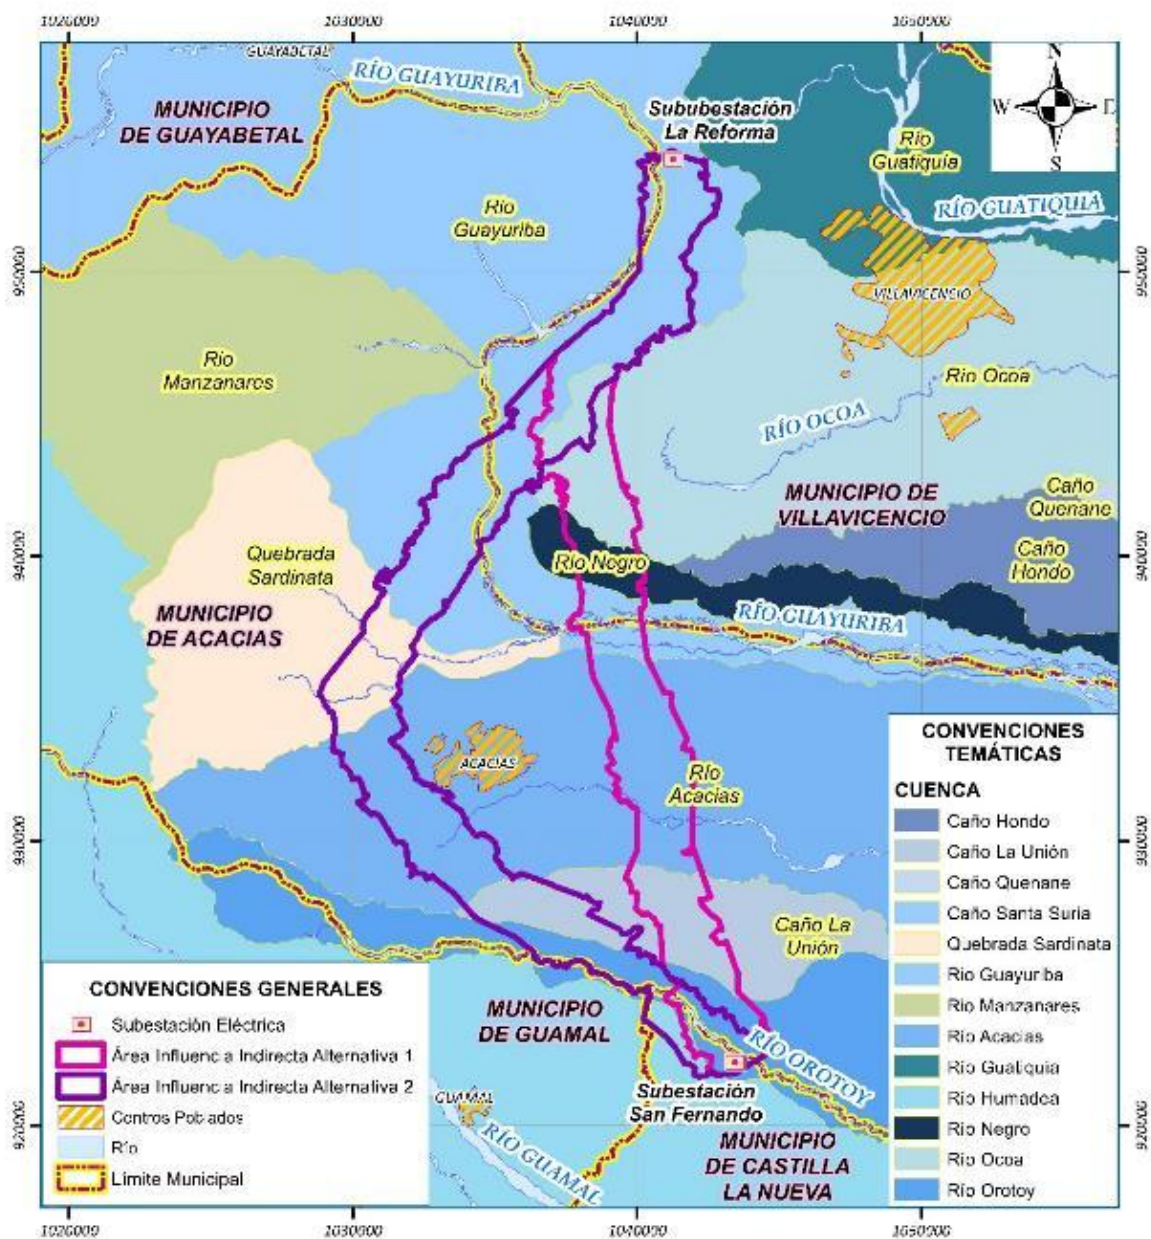 1020000 1030000 1040000 1050000
GUAYABETAL
RÍO GUAYURIBA
MUNICIPIO
DE GUAYABETAL
Sububestación
La Reforma
N
W E
S
Río
Guatiquía
RÍO GUATIQUIA
Río
Guayuriba
950000
950000
VILLAVICENCIO
Río
Manzanares
Río Ocoa
RÍO OCOA
MUNICIPIO DE
VILLAVICENCIO
Caño
Quenane
Caño
Hondo
940000
940000
Quebrada
Sardinata
Río Negro
MUNICIPIO
DE ACACIAS
RÍO GUAYURIBA
ACACIAS
Río
Acacias
930000
930000
Caño La
Unión
CONVENCIONES
TEMÁTICAS
CUENCA
Caño Hondo
Caño La Unión
Caño Quenane
Caño Santa Suria
Quebrada Sardinata
Río Guayuriba
Río Manzanares
Río Acacias
Río Guatiquia
Río Humadea
Río Negro
Río Ocoa
Río Orotoy
CONVENCIONES GENERALES
Subestación Eléctrica
Área Influencia Indirecta Alternativa 1
Área Influencia Indirecta Alternativa 2
Centros Poblados
Río
Límite Municipal
MUNICIPIO
DE GUAMAL
RÍO OROTOY
Subestación
San Fernando
GUAMAL
RÍO GUAMAL
MUNICIPIO
DE CASTILLA
LA NUEVA
920000
920000
1020000 1030000 1040000 1050000